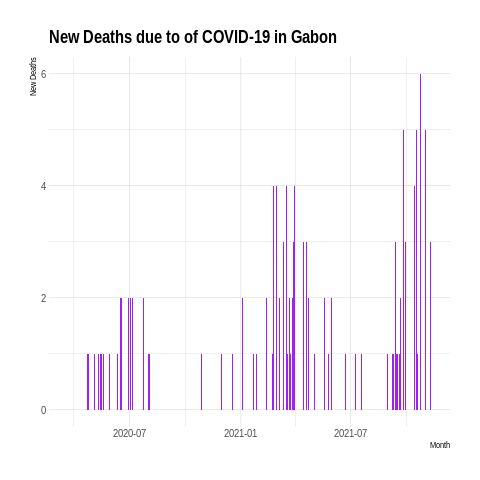 New Deaths due to of COVID-19 in Gabon
New Deaths
6
4
2
0
2020-07
2021-01
2021-07
Month